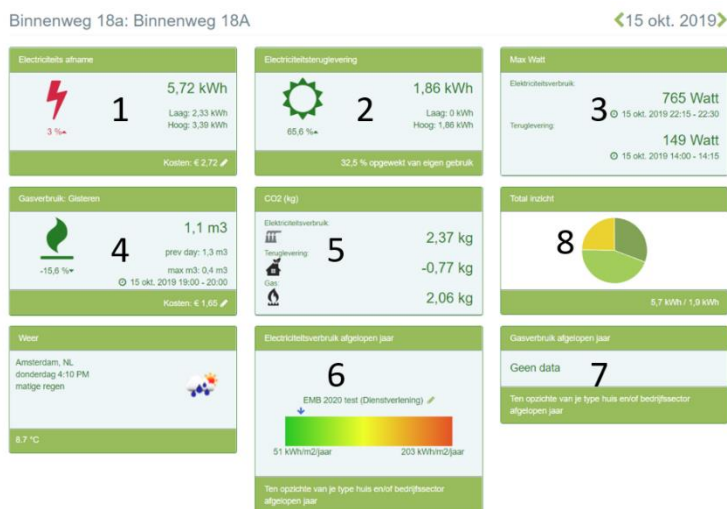 Binnenweg 18a: Binnenweg 18A
15 okt. 2019
Electriciteits afname
1
5,72 kWh
Laag: 2,33 kWh
Hoog: 3,39 kWh
3 %
Kosten: € 2,72
Electriciteitsteruglevering
2
1,86 kWh
Laag: 0 kWh
Hoog: 1,86 kWh
65,6 %
32,5 % opgewekt van eigen gebruik
Max Watt
Elektriciteitsverbruik:
3
765 Watt
15 okt. 2019 22:15 - 22:30
Teruglevering:
149 Watt
15 okt. 2019 14:00 - 14:15
Gasverbruik: Gisteren
4
1,1 m3
prev day: 1,3 m3
-15,6 %
max m3: 0,4 m3
15 okt. 2019 19:00 - 20:00
Kosten: € 1,65
CO2 (kg)
5
Elektriciteitsverbruik:
2,37 kg
Teruglevering:
-0,77 kg
Gas:
2,06 kg
Total inzicht
8
5,7 kWh / 1,9 kWh
Weer
Amsterdam, NL
donderdag 4:10 PM
matige regen
8.7 °C
Electriciteitsverbruik afgelopen jaar
6
EMB 2020 test (Dienstverlening)
51 kWh/m2/jaar
203 kWh/m2/jaar
Ten opzichte van je type huis en/of bedrijfssector
afgelopen jaar
Gasverbruik afgelopen jaar
Geen data
7
Ten opzichte van je type huis en/of bedrijfssector
afgelopen jaar